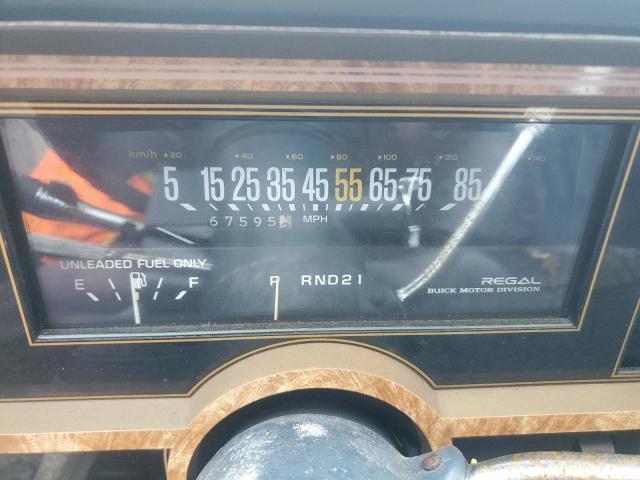 km/h 20 40 60 80 100 120 140
5 15 25 35 45 55 65 75 85
67595 MPH
UNLEADED FUEL ONLY
E F P RND21 REGAL
BUICK MOTOR DIVISION